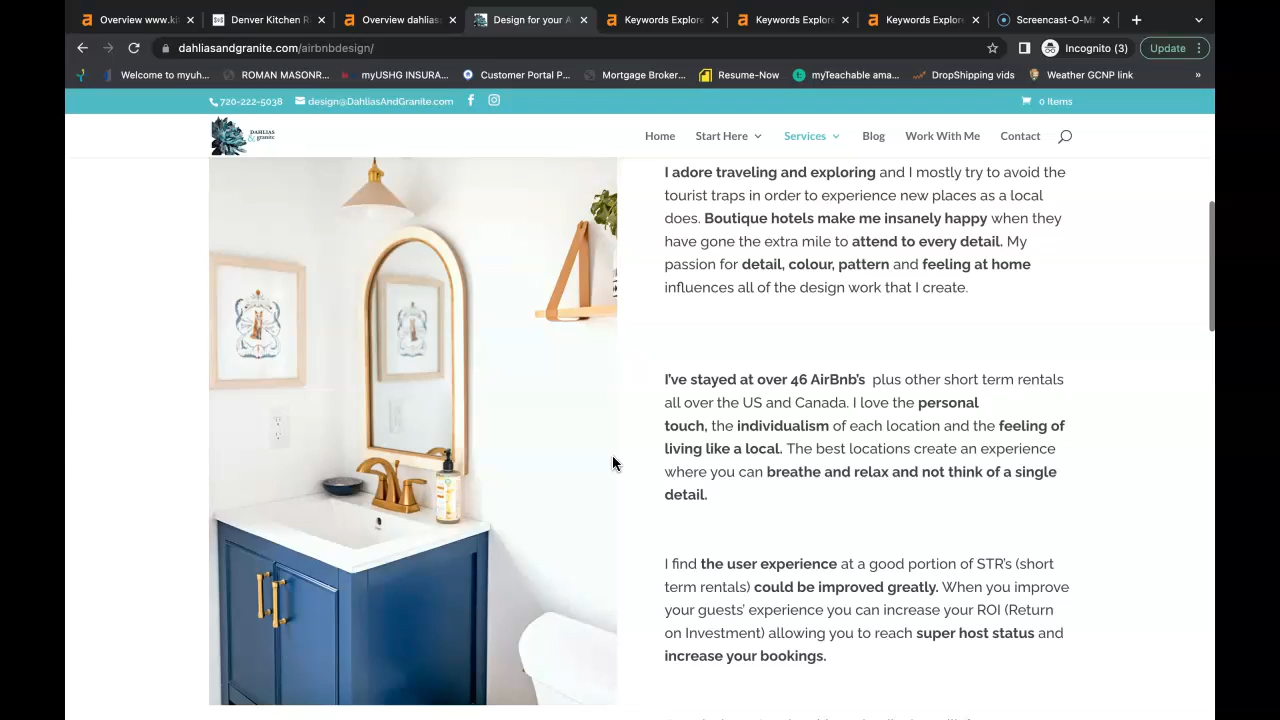 Overview www.ki
Denver Kitchen R
Overview dahlias
Design for your A
Keywords Explore
Keywords Explore
Keywords Explore
Screencast-O-Ma
dahliasandgranite.com/airbnbdesign/
Incognito (3)
Update
Welcome to myuh...
ROMAN MASONR...
myUSHG INSURA...
Customer Portal P...
Mortgage Broker...
Resume-Now
myTeachable ama...
DropShipping vids
Weather GCNP link
»
720-222-5038
design@DahliasAndGranite.com
0 Items
DAHLIAS
& granite
Home
Start Here
Services
Blog
Work With Me
Contact
I adore traveling and exploring and I mostly try to avoid the
tourist traps in order to experience new places as a local
does. Boutique hotels make me insanely happy when they
have gone the extra mile to attend to every detail. My
passion for detail, colour, pattern and feeling at home
influences all of the design work that I create.
I've stayed at over 46 AirBnb's plus other short term rentals
all over the US and Canada. I love the personal
touch, the individualism of each location and the feeling of
living like a local. The best locations create an experience
where you can breathe and relax and not think of a single
detail.
I find the user experience at a good portion of STR's (short
term rentals) could be improved greatly. When you improve
your guests' experience you can increase your ROI (Return
on Investment) allowing you to reach super host status and
increase your bookings.